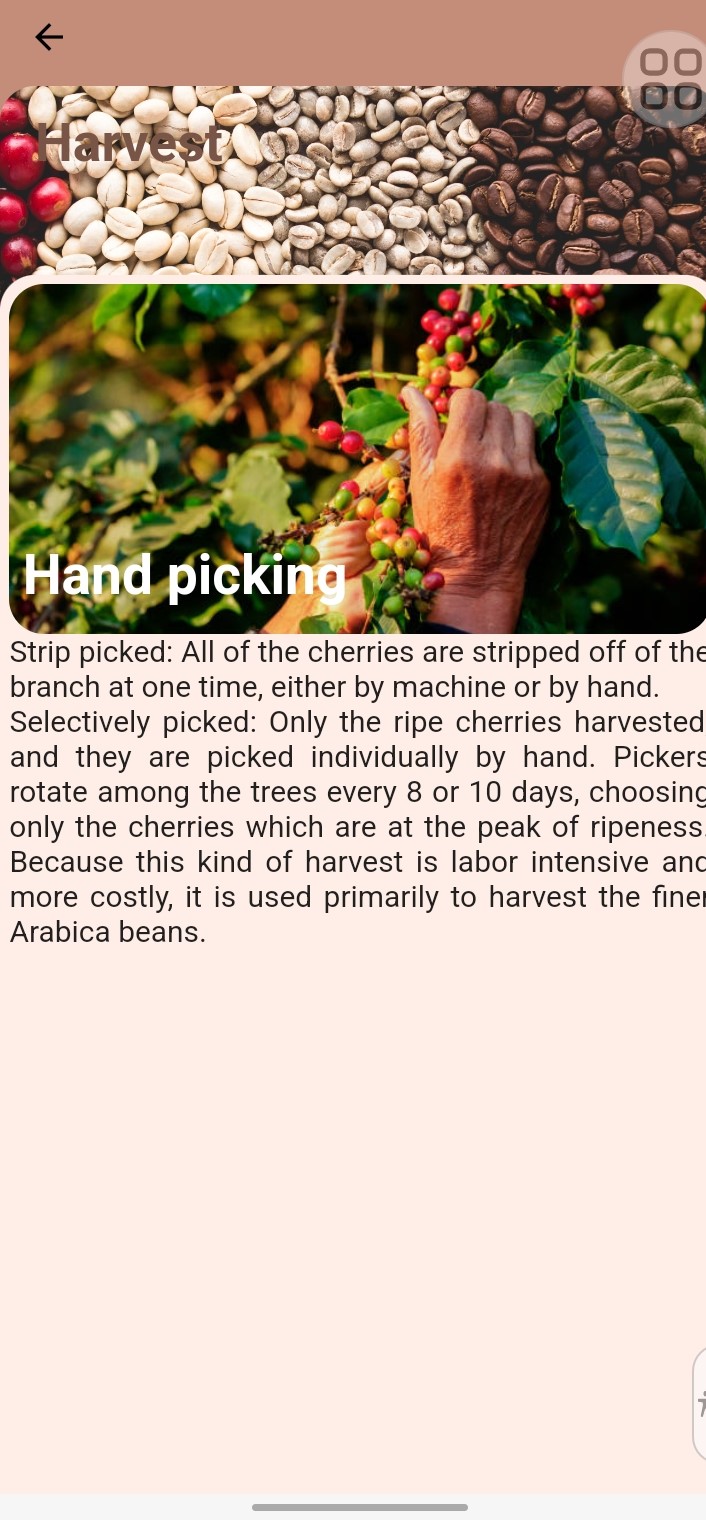 Harvest
Hand picking
Strip picked: All of the cherries are stripped off of the
branch at one time, either by machine or by hand.
Selectively picked: Only the ripe cherries harvested
and they are picked individually by hand. Pickers
rotate among the trees every 8 or 10 days, choosing
only the cherries which are at the peak of ripeness.
Because this kind of harvest is labor intensive and
more costly, it is used primarily to harvest the finer
Arabica beans.